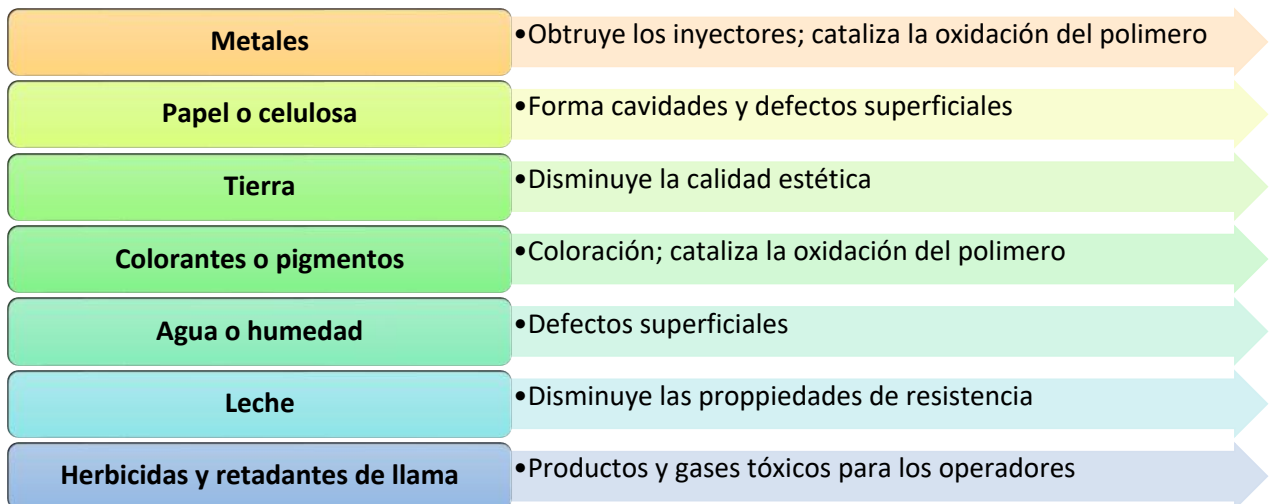 Metales
•Obtruye los inyectores; cataliza la oxidación del polimero
Papel o celulosa
•Forma cavidades y defectos superficiales
Tierra
•Disminuye la calidad estética
Colorantes o pigmentos
•Coloración; cataliza la oxidación del polimero
Agua o humedad
•Defectos superficiales
Leche
•Disminuye las proppiedades de resistencia
Herbicidas y retadantes de llama
•Productos y gases tóxicos para los operadores